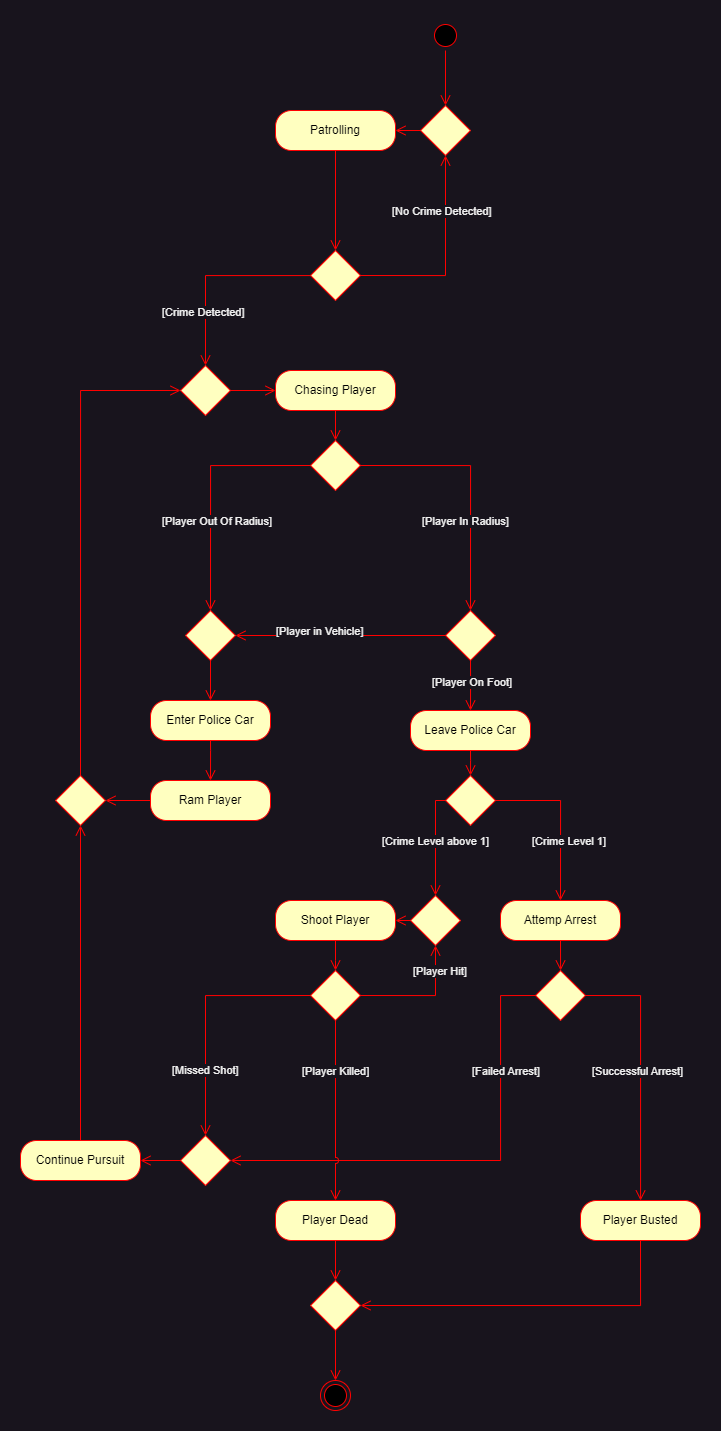 Patrolling
[No Crime Detected]
[Crime Detected]
Chasing Player
[Player Out Of Radius]
[Player In Radius]
[Player in Vehicle]
[Player On Foot]
Enter Police Car
Leave Police Car
Ram Player
[Crime Level above 1]
[Crime Level 1]
Shoot Player
Attemp Arrest
[Player Hit]
[Missed Shot]
[Player Killed]
[Failed Arrest]
[Successful Arrest]
Continue Pursuit
Player Dead
Player Busted